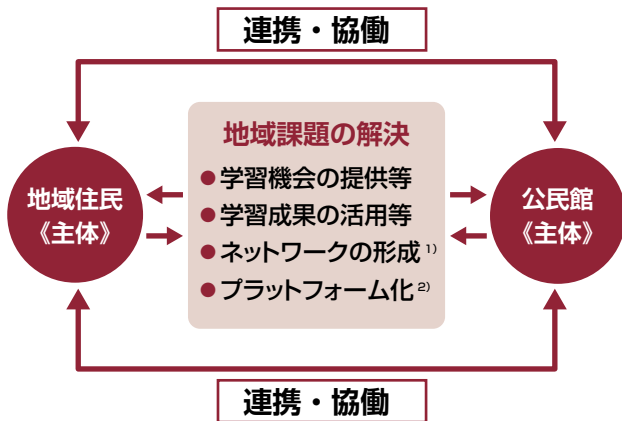 連携・協働
地域課題の解決
●学習機会の提供等
●学習成果の活用等
●ネットワークの形成¹⁾
●プラットフォーム化²⁾
地域住民
《主体》
公民館
《主体》
連携・協働